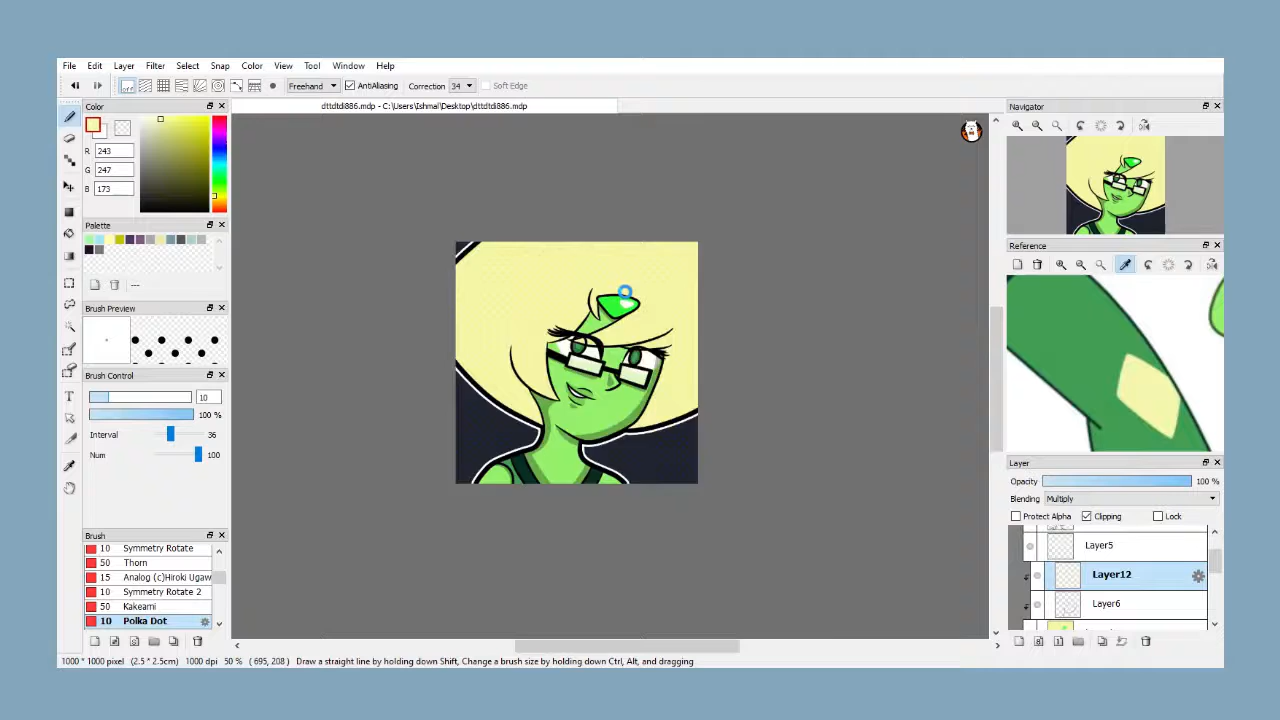 File Edit Layer Filter Select Snap Color View Tool Window Help
Freehand AntiAliasing Correction 34 Soft Edge
Color
dttdtdi886.mdp - C:\Users\Ishmal\Desktop\dttdtdi886.mdp
Navigator
R 243
G 247
B 173
Palette
Reference
Brush Preview
Brush Control
10
100 %
Interval 36
Num 100
Layer
Opacity 100 %
Blending Multiply
Protect Alpha Clipping Lock
Layer5
Layer12
Layer6
Brush
10 Symmetry Rotate
50 Thorn
15 Analog (c)Hiroki Ugaw
10 Symmetry Rotate 2
50 Kakeami
10 Polka Dot
1000 * 1000 pixel (2.5 * 2.5cm) 1000 dpi 50 % ( 695, 208 ) Draw a straight line by holding down Shift, Change a brush size by holding down Ctrl, Alt, and dragging